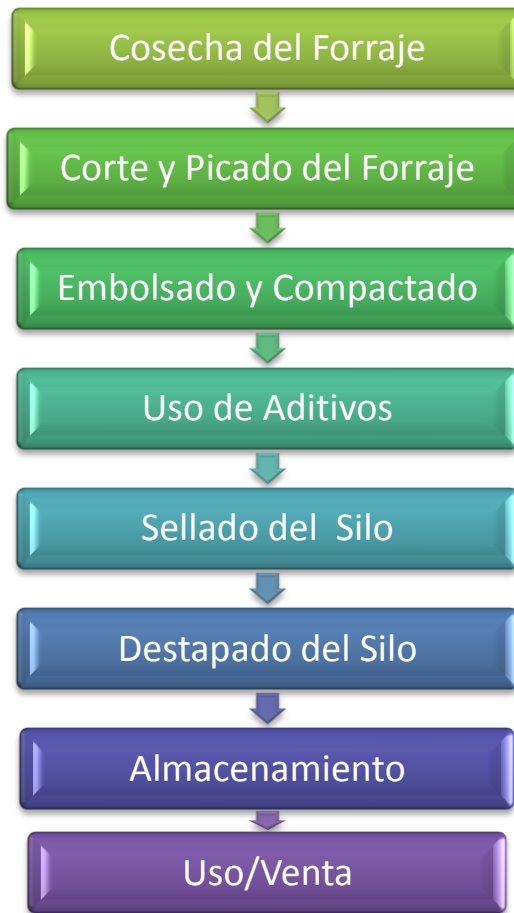 Cosecha del Forraje
Corte y Picado del Forraje
Embolsado y Compactado
Uso de Aditivos
Sellado del Silo
Destapado del Silo
Almacenamiento
Uso/Venta